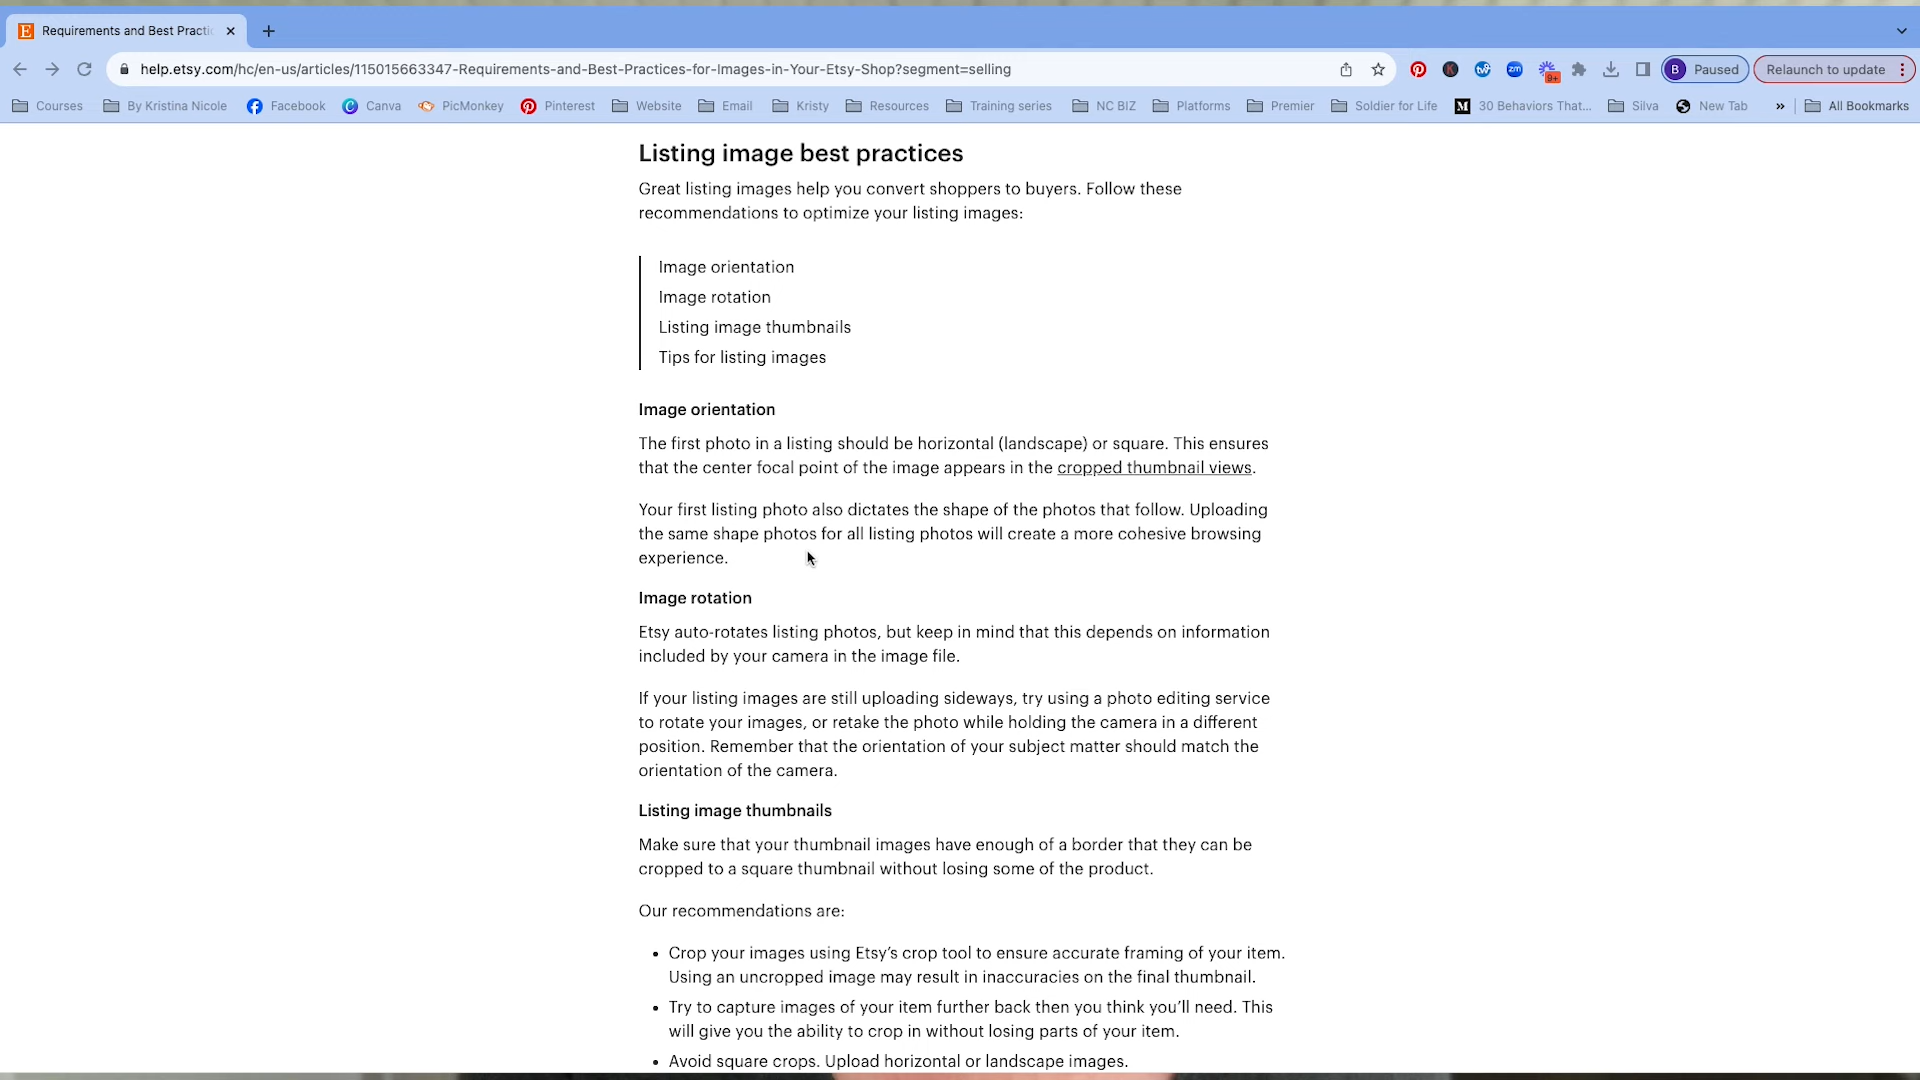 Requirements and Best Practic
help.etsy.com/hc/en-us/articles/115015663347-Requirements-and-Best-Practices-for-Images-in-Your-Etsy-Shop?segment=selling
9+
B Paused
Relaunch to update
Courses
By Kristina Nicole
Facebook
Canva
PicMonkey
Pinterest
Website
Email
Kristy
Resources
Training series
NC BIZ
Platforms
Premier
Soldier for Life
30 Behaviors That...
Silva
New Tab
»
All Bookmarks
Listing image best practices
Great listing images help you convert shoppers to buyers. Follow these
recommendations to optimize your listing images:
Image orientation
Image rotation
Listing image thumbnails
Tips for listing images
Image orientation
The first photo in a listing should be horizontal (landscape) or square. This ensures
that the center focal point of the image appears in the cropped thumbnail views.
Your first listing photo also dictates the shape of the photos that follow. Uploading
the same shape photos for all listing photos will create a more cohesive browsing
experience.
Image rotation
Etsy auto-rotates listing photos, but keep in mind that this depends on information
included by your camera in the image file.
If your listing images are still uploading sideways, try using a photo editing service
to rotate your images, or retake the photo while holding the camera in a different
position. Remember that the orientation of your subject matter should match the
orientation of the camera.
Listing image thumbnails
Make sure that your thumbnail images have enough of a border that they can be
cropped to a square thumbnail without losing some of the product.
Our recommendations are:
• Crop your images using Etsy’s crop tool to ensure accurate framing of your item.
Using an uncropped image may result in inaccuracies on the final thumbnail.
• Try to capture images of your item further back then you think you’ll need. This
will give you the ability to crop in without losing parts of your item.
• Avoid square crops. Upload horizontal or landscape images.